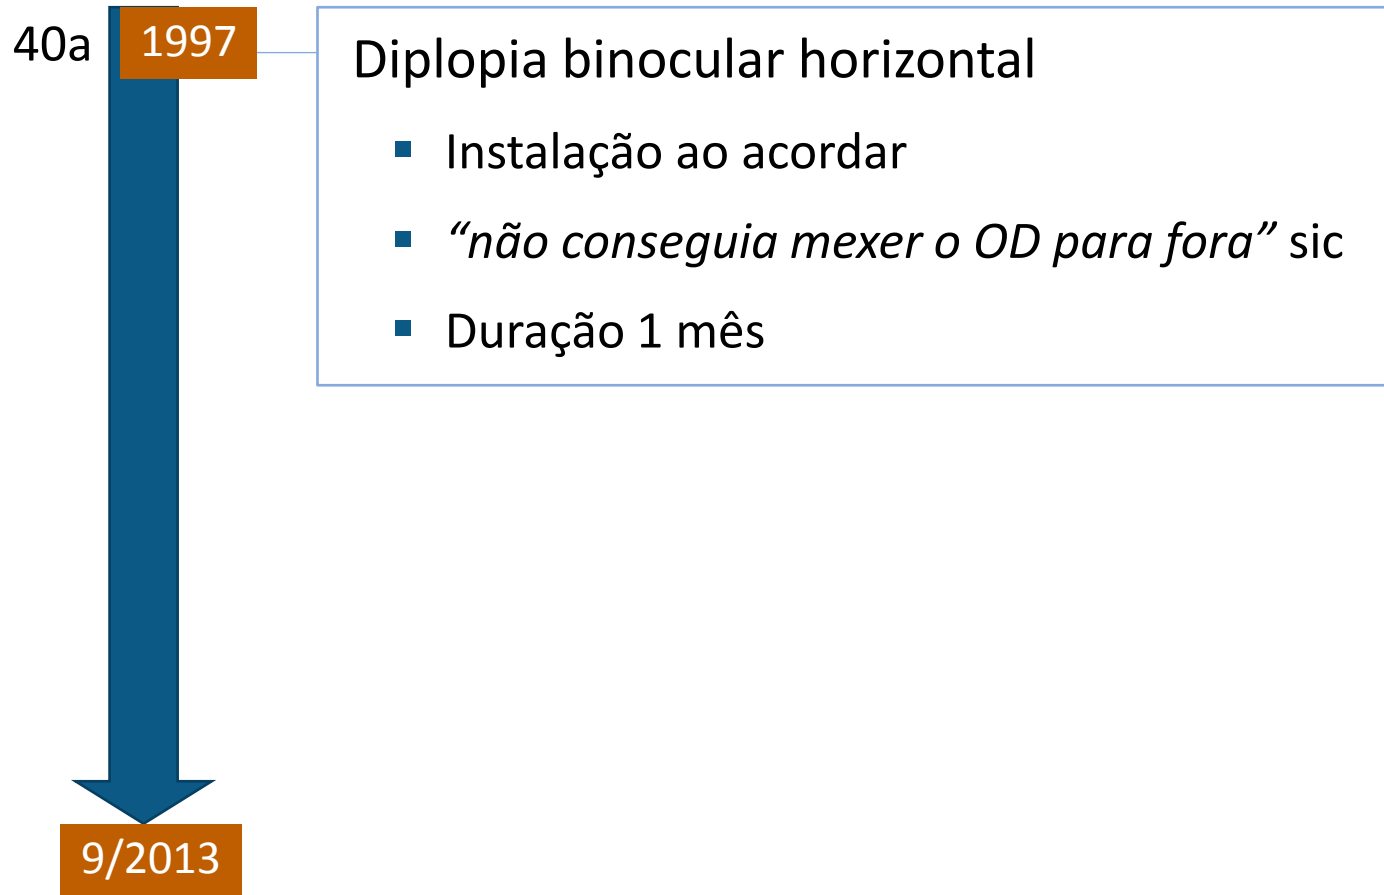 40a
1997
Diplopia binocular horizontal
▪ Instalação ao acordar
▪ “não conseguia mexer o OD para fora” sic
▪ Duração 1 mês
9/2013